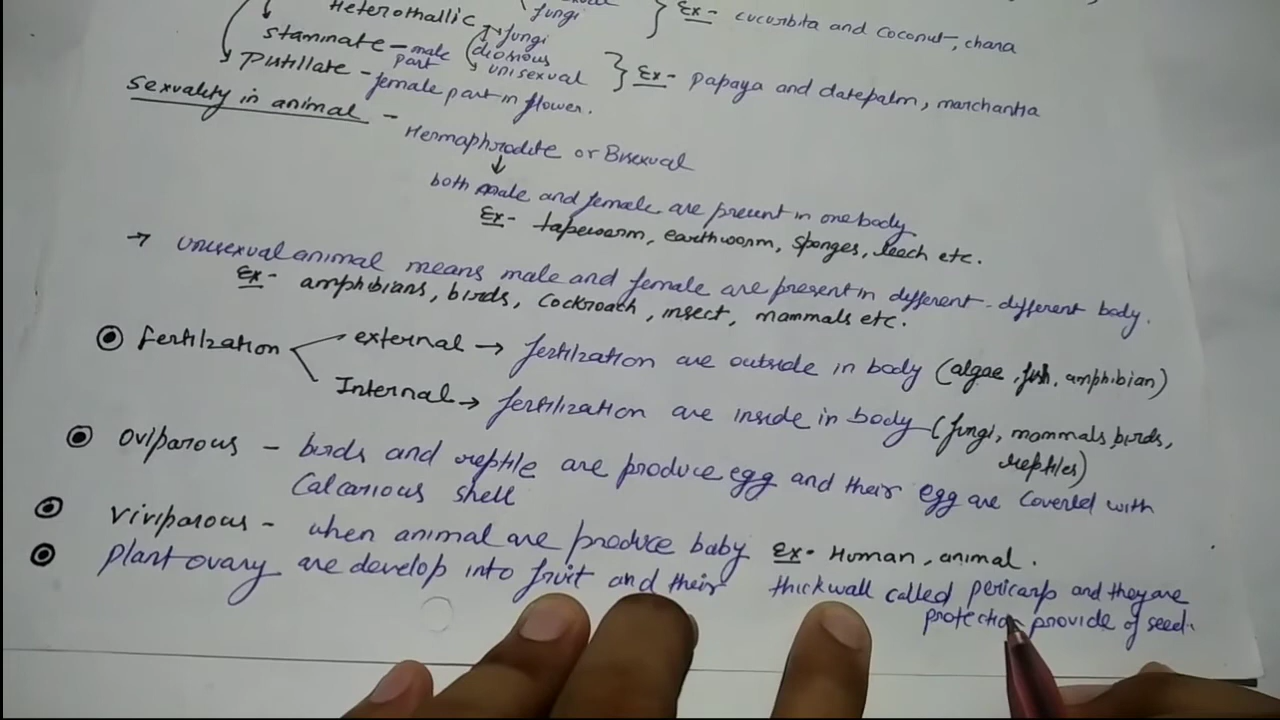 fungi
Heterothallic
Ex- cucurbita and coconut, chara
fungi
staminate - male part
diosious
unisexual
Ex- papaya and datepalm, marchantia
Pistillate - female part in flower.
sexuality in animal -
Hermaphrodite or Bisexual
both male and female are present in one body
Ex- tapeworm, earthworm, sponges, leech etc.
→ unisexual animal means male and female are present in different-different body.
Ex- amphibians, birds, cockroach, insect, mammals etc.
fertilzation
external → fertilzation are outside in body (algae, fish, amphibian)
Internal → fertilization are inside in body (fungi, mommals, birds,
reptiles)
oviparous - birds and reptile are produce egg and their egg are covered with
Calcarious shell
viviparous - when animal are produce baby Ex- Human, animal.
plant ovary are develop into fruit and their thickwall called pericarp and they are
protection provide of seed.